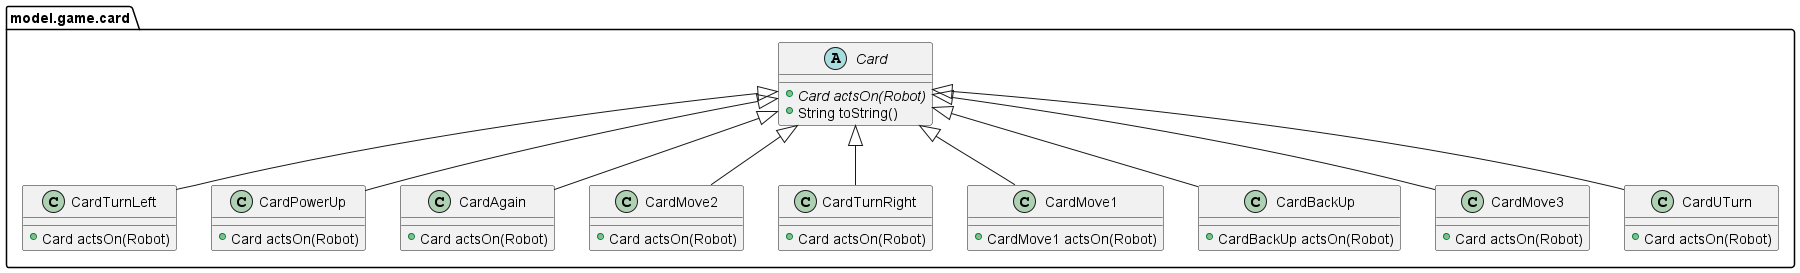 model.game.card
A Card
Card actsOn(Robot)
String toString()
C CardTurnLeft
Card actsOn(Robot)
C CardPowerUp
Card actsOn(Robot)
C CardAgain
Card actsOn(Robot)
C CardMove2
Card actsOn(Robot)
C CardTurnRight
Card actsOn(Robot)
C CardMove1
CardMove1 actsOn(Robot)
C CardBackUp
CardBackUp actsOn(Robot)
C CardMove3
Card actsOn(Robot)
C CardUTurn
Card actsOn(Robot)